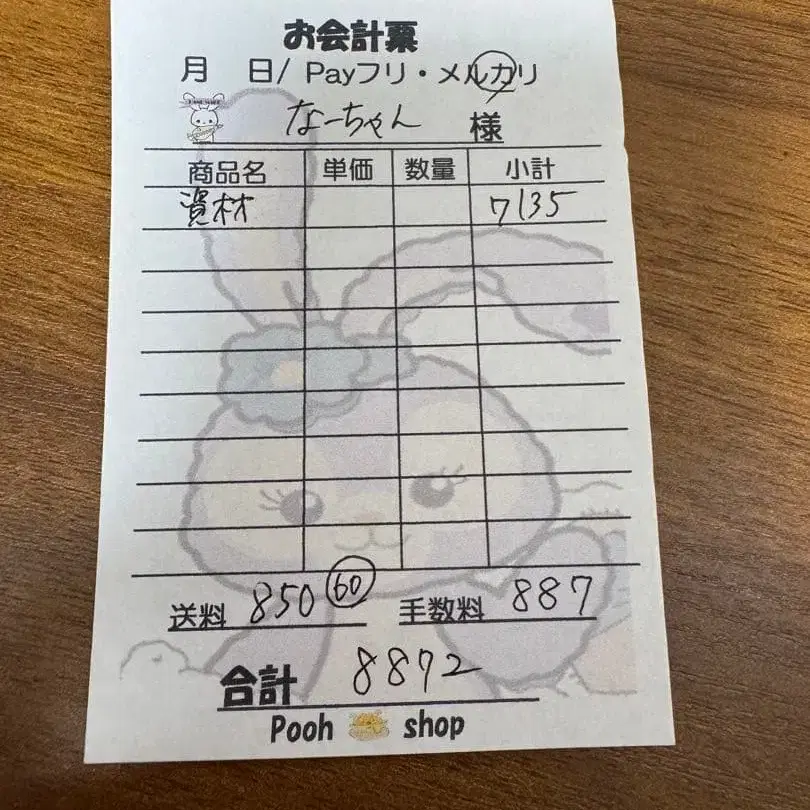 お会計票
月 日/ Payフリ・メルカリ
なーちゃん 様
商品名 単価 数量 小計
資材 7135
送料 850 60 手数料 887
合計 8872
Pooh shop